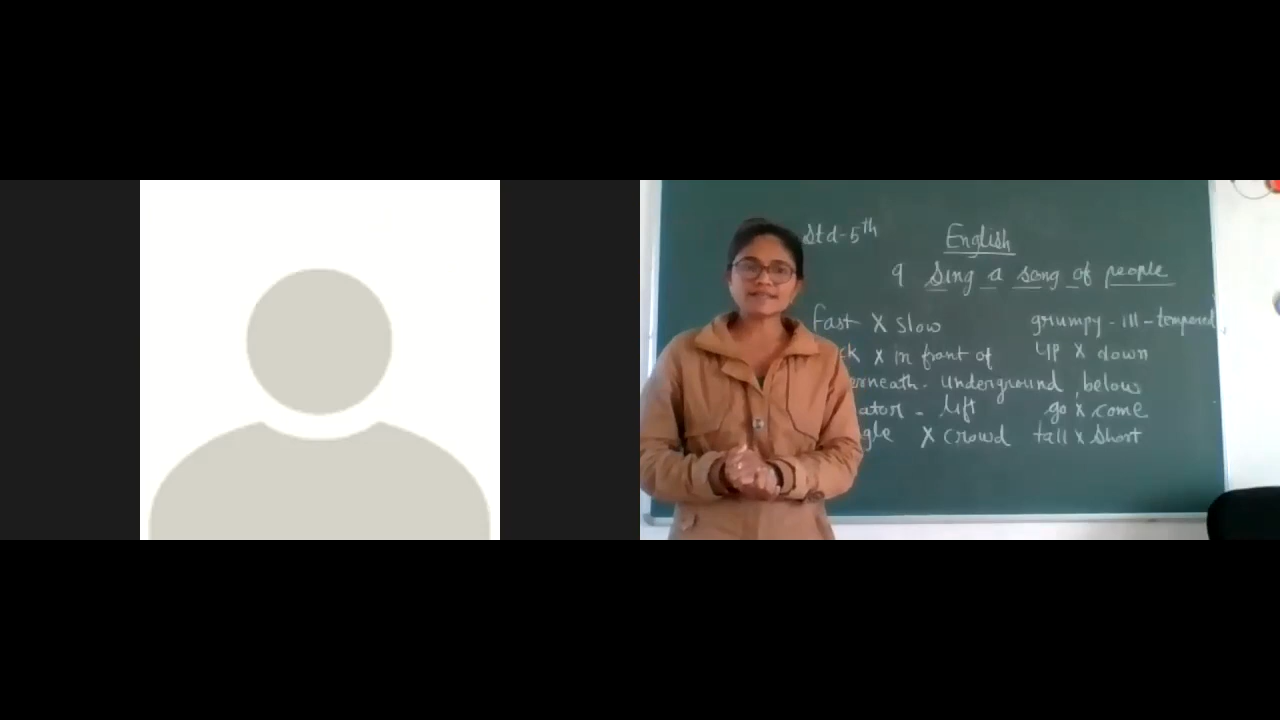 Std-5th English
9 Sing a song of people
fast X slow grumpy - ill-tempered
X in front of up X down
underground, below
lift go X come
X crowd tall X short